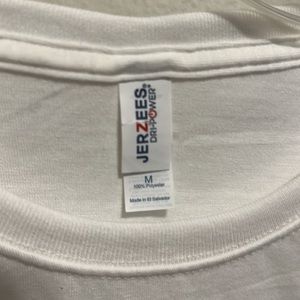 JERZEES
DRI-POWER
M
100% Polyester
Made in El Salvador